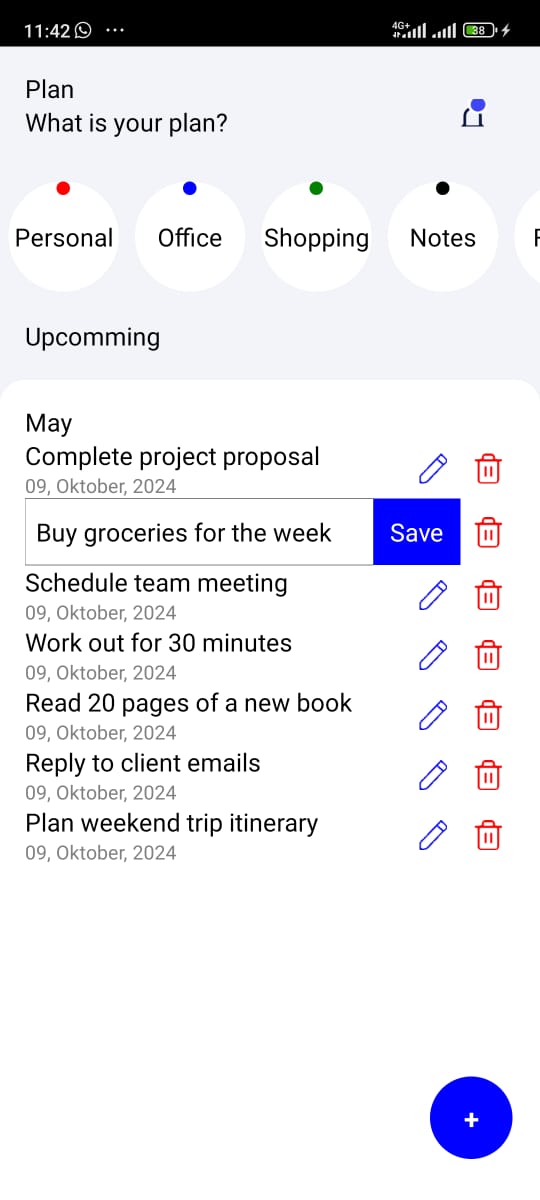 11:42
4G+
38
Plan
What is your plan?
Personal
Office
Shopping
Notes
Upcomming
May
Complete project proposal
09, Oktober, 2024
Buy groceries for the week
Save
Schedule team meeting
09, Oktober, 2024
Work out for 30 minutes
09, Oktober, 2024
Read 20 pages of a new book
09, Oktober, 2024
Reply to client emails
09, Oktober, 2024
Plan weekend trip itinerary
09, Oktober, 2024
+